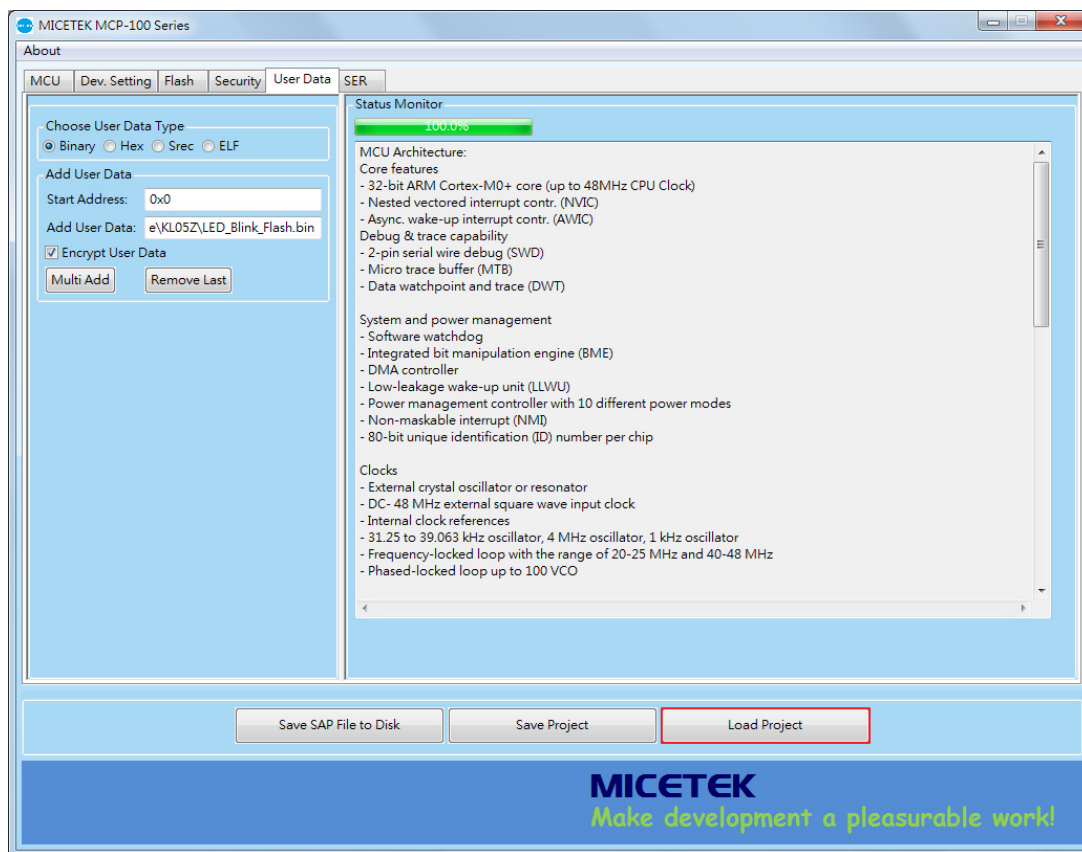 MICETEK MCP-100 Series
About
MCU Dev. Setting Flash Security User Data SER
Choose User Data Type
Binary Hex Srec ELF
Add User Data
Start Address: 0x0
Add User Data: e\KL05Z\LED_Blink_Flash.bin
Encrypt User Data
Multi Add Remove Last
Status Monitor
100.0%
MCU Architecture:
Core features
- 32-bit ARM Cortex-M0+ core (up to 48MHz CPU Clock)
- Nested vectored interrupt contr. (NVIC)
- Async. wake-up interrupt contr. (AWIC)
Debug & trace capability
- 2-pin serial wire debug (SWD)
- Micro trace buffer (MTB)
- Data watchpoint and trace (DWT)
System and power management
- Software watchdog
- Integrated bit manipulation engine (BME)
- DMA controller
- Low-leakage wake-up unit (LLWU)
- Power management controller with 10 different power modes
- Non-maskable interrupt (NMI)
- 80-bit unique identification (ID) number per chip
Clocks
- External crystal oscillator or resonator
- DC- 48 MHz external square wave input clock
- Internal clock references
- 31.25 to 39.063 kHz oscillator, 4 MHz oscillator, 1 kHz oscillator
- Frequency-locked loop with the range of 20-25 MHz and 40-48 MHz
- Phased-locked loop up to 100 VCO
Save SAP File to Disk Save Project Load Project
MICETEK
Make development a pleasurable work!